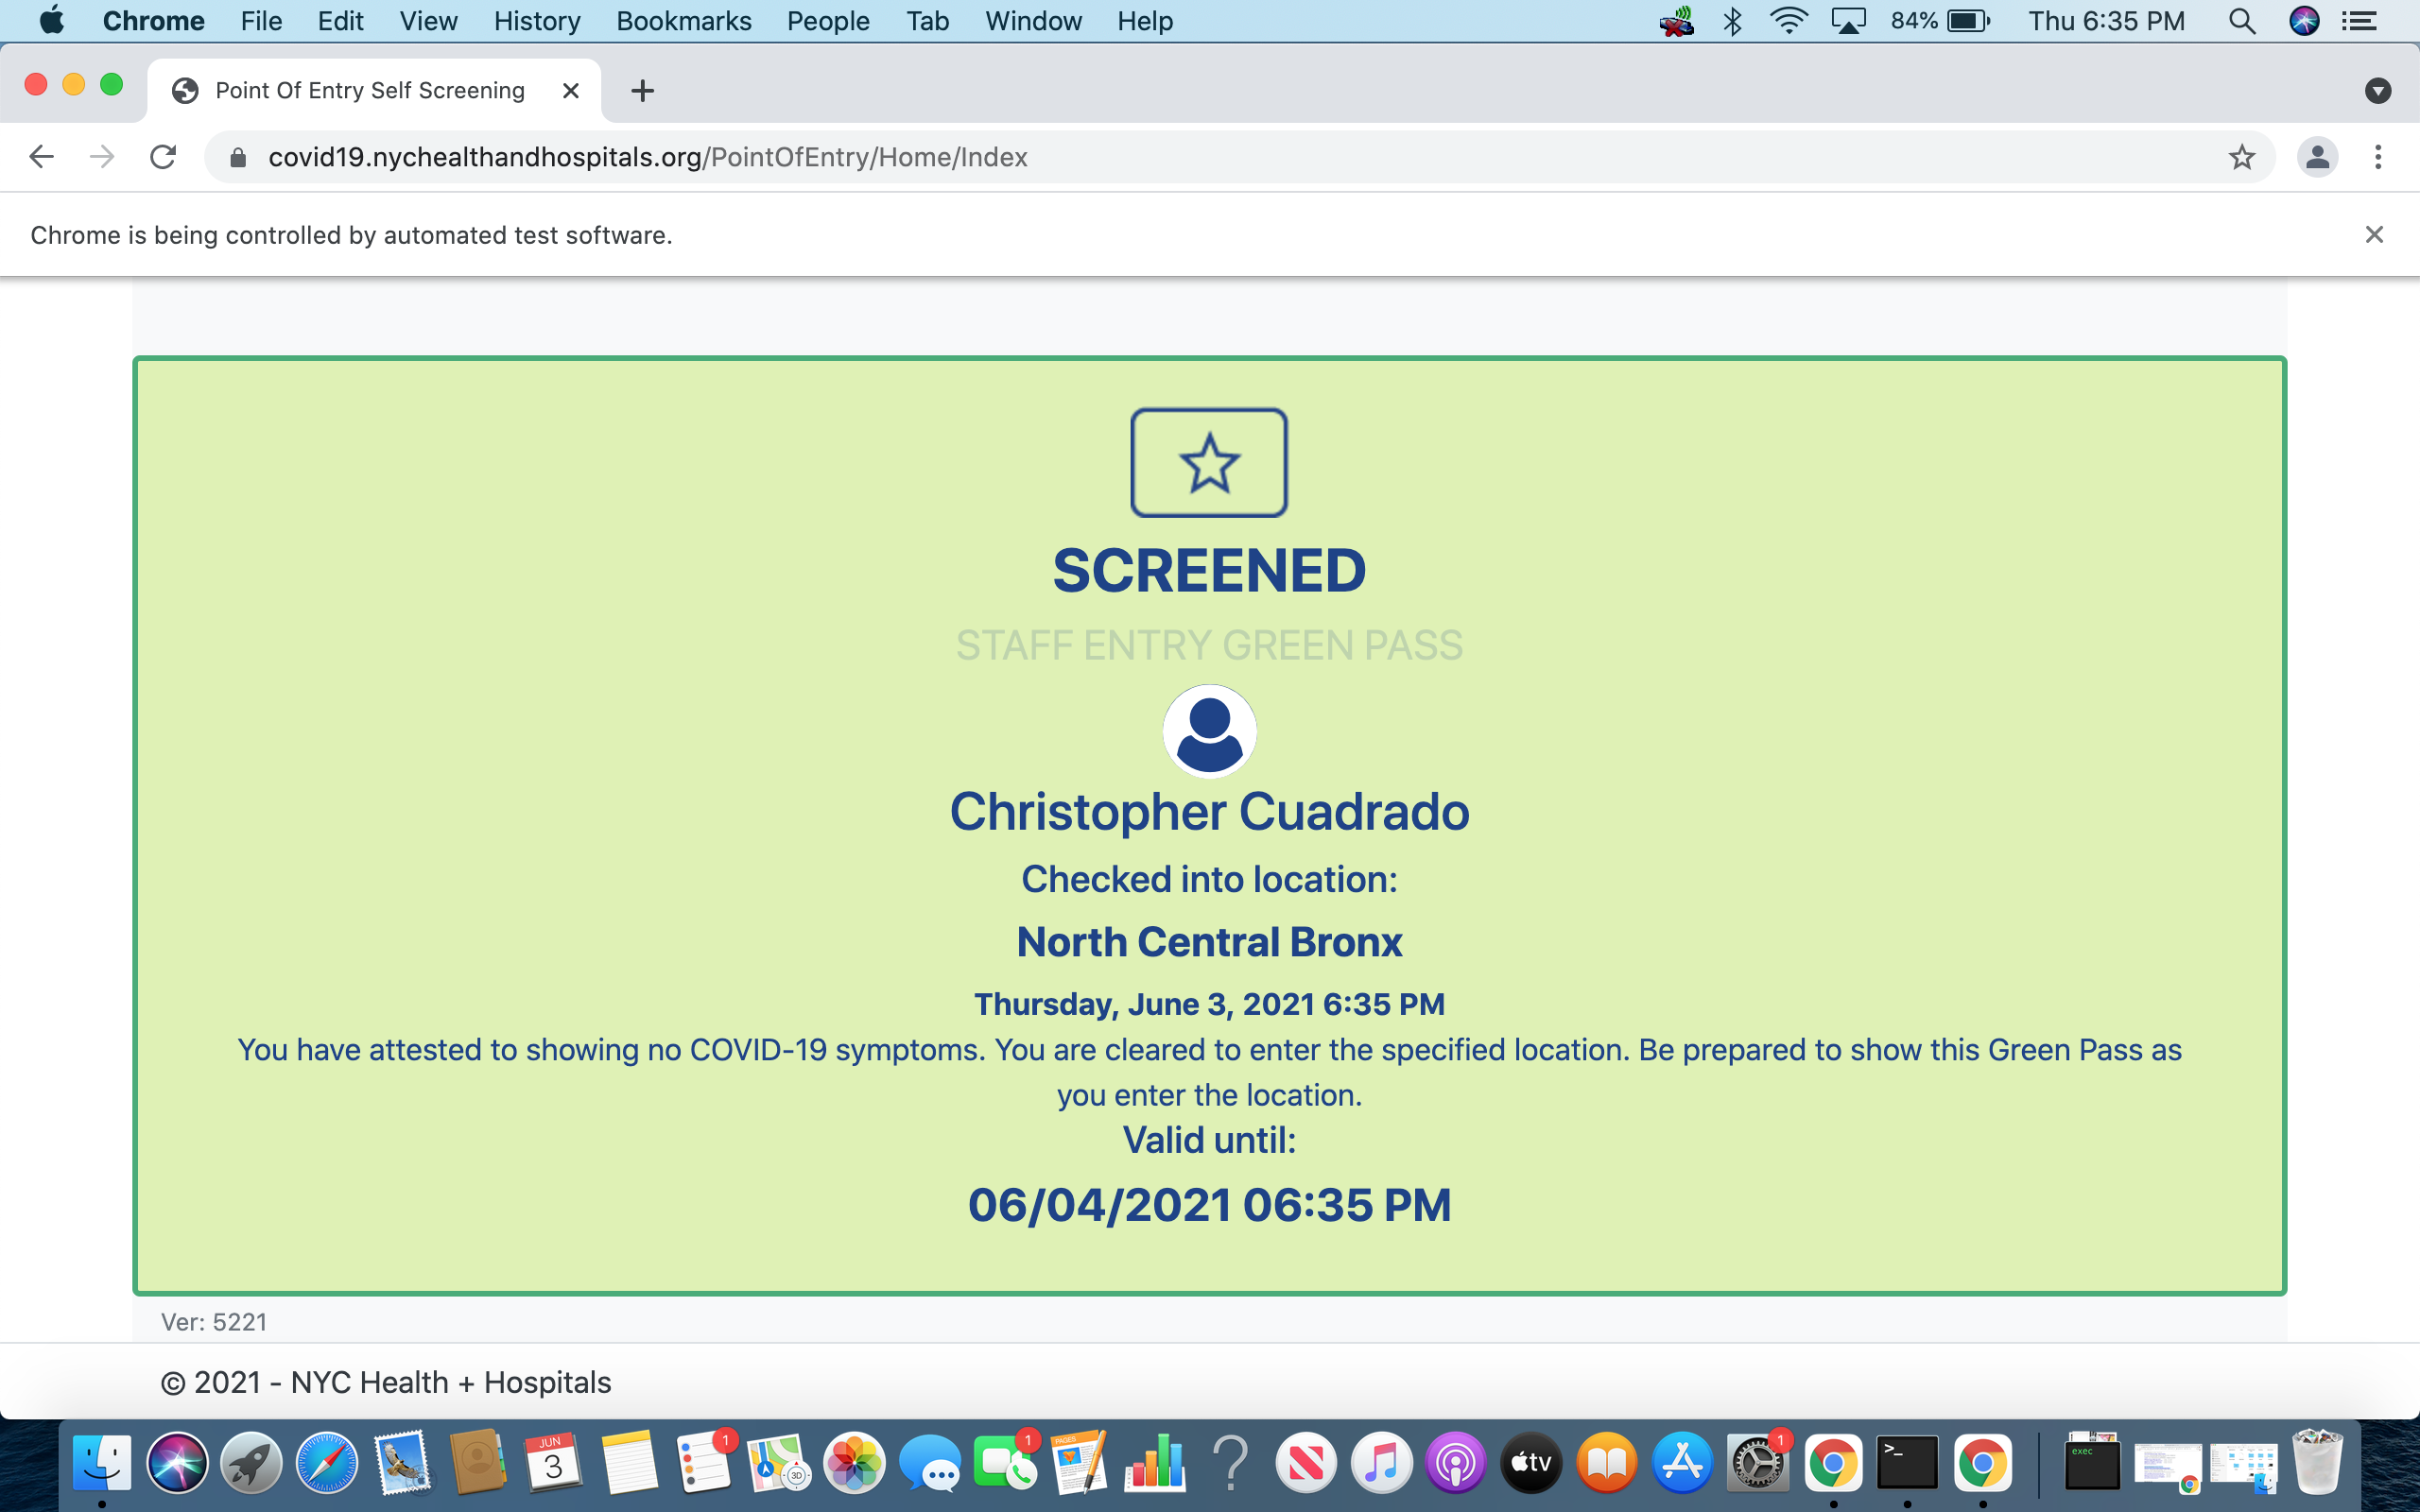 Chrome File Edit View History Bookmarks People Tab Window Help 84% Thu 6:35 PM
Point Of Entry Self Screening
covid19.nychealthandhospitals.org/PointOfEntry/Home/Index
Chrome is being controlled by automated test software.
SCREENED
STAFF ENTRY GREEN PASS
Christopher Cuadrado
Checked into location:
North Central Bronx
Thursday, June 3, 2021 6:35 PM
You have attested to showing no COVID-19 symptoms. You are cleared to enter the specified location. Be prepared to show this Green Pass as
you enter the location.
Valid until:
06/04/2021 06:35 PM
Ver: 5221
© 2021 - NYC Health + Hospitals
JUN
3
1
3D
1
PAGES
tv
1
>_
exec